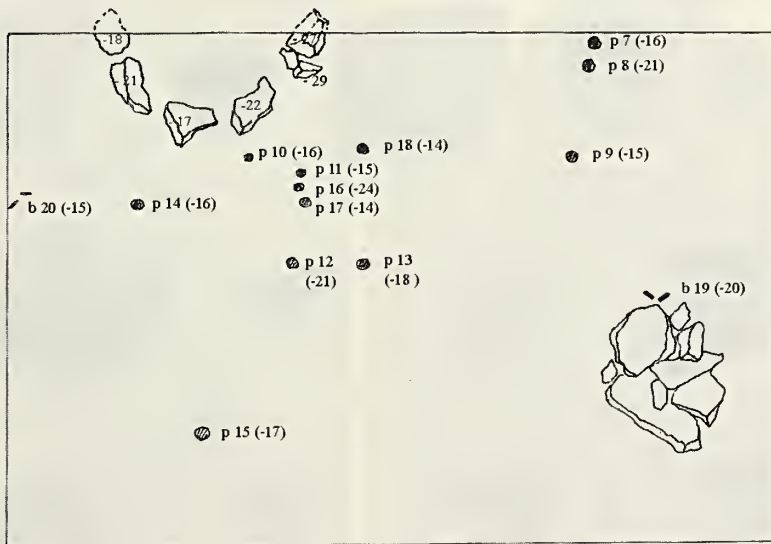 -18
-27
p 7 (-16)
-21
-29
p 8 (-21)
-17
-22
p 10 (-16)
p 18 (-14)
p 9 (-15)
p 11 (-15)
p 16 (-24)
b 20 (-15)
p 14 (-16)
p 17 (-14)
p 12
(-21)
p 13
(-18 )
b 19 (-20)
p 15 (-17)